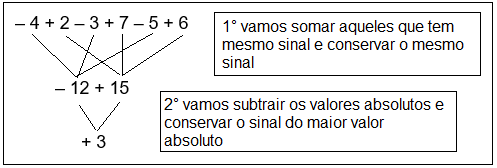 – 4 + 2 – 3 + 7 – 5 + 6
1° vamos somar aqueles que tem
mesmo sinal e conservar o mesmo
sinal
– 12 + 15
2° vamos subtrair os valores absolutos e
conservar o sinal do maior valor
absoluto
+ 3